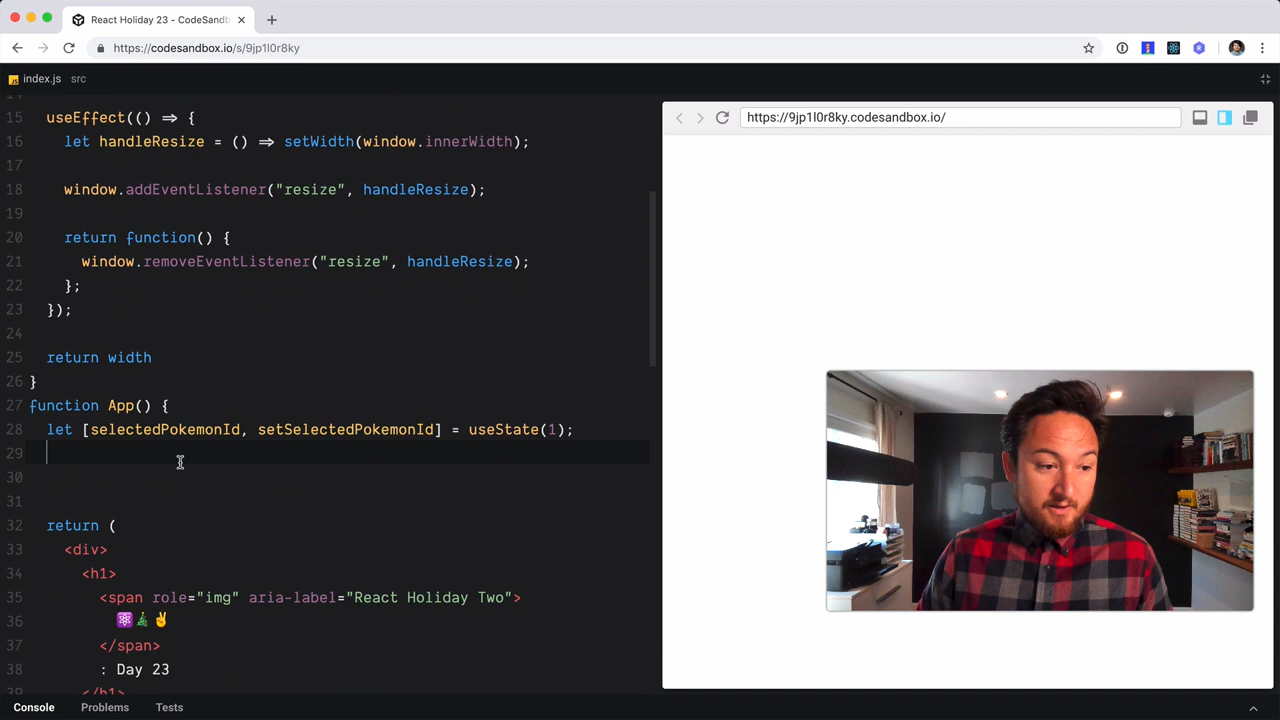 React Holiday 23 - CodeSandb
https://codesandbox.io/s/9jp1l0r8ky
index.js src
14
15 useEffect(() => {
16 let handleResize = () => setWidth(window.innerWidth);
17
18 window.addEventListener("resize", handleResize);
19
20 return function() {
21 window.removeEventListener("resize", handleResize);
22 };
23 });
24
25 return width
26 }
27 function App() {
28 let [selectedPokemonId, setSelectedPokemonId] = useState(1);
29
30
31
32 return (
33 <div>
34 <h1>
35 <span role="img" aria-label="React Holiday Two">
36 ⚛️🎄✌️
37 </span>
38 : Day 23
39 </h1>
https://9jp1l0r8ky.codesandbox.io/
Console Problems Tests